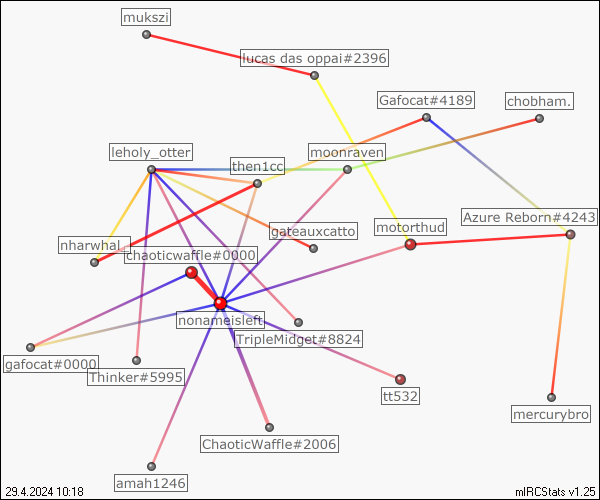 mukszi
lucas das oppai#2396
Gafocat#4189
chobham.
leholy_otter
then1cc
moonraven
Azure Reborn#4243
motorthud
gateauxcatto
nharwhal_
chaoticwaffle#0000
nonameisleft
TripleMidget#8824
gafocat#0000
Thinker#5995
tt532
mercurybro
ChaoticWaffle#2006
amah1246
29.4.2024 10:18
mIRCStats v1.25